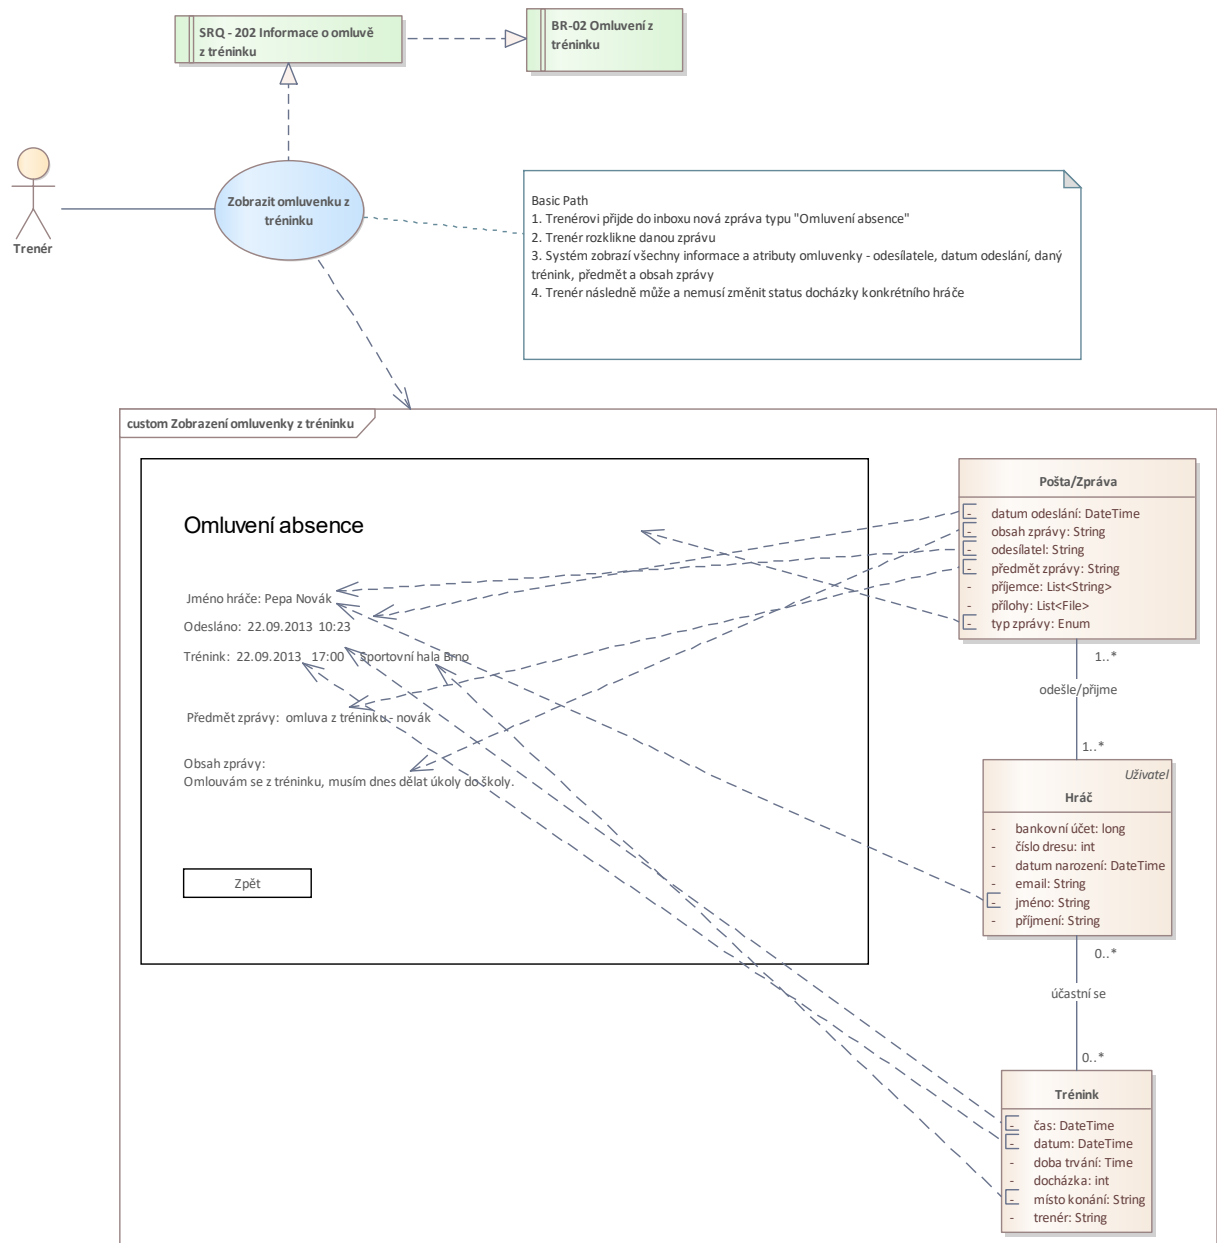 SRQ - 202 Informace o omluvě
z tréninku
BR-02 Omluvení z
tréninku
Trenér
Zobrazit omluvenku z
tréninku
Basic Path
1. Trenérovi přijde do inboxu nová zpráva typu "Omluvení absence"
2. Trenér rozklikne danou zprávu
3. Systém zobrazí všechny informace a atributy omluvenky - odesílatele, datum odeslání, daný
trénink, předmět a obsah zprávy
4. Trenér následně může a nemusí změnit status docházky konkrétního hráče
custom Zobrazení omluvenky z tréninku
Omluvení absence
Jméno hráče: Pepa Novák
Odesláno: 22.09.2013 10:23
Trénink: 22.09.2013 17:00 Sportovní hala Brno
Předmět zprávy: omluva z tréninku - novák
Obsah zprávy:
Omlouvám se z tréninku, musím dnes dělat úkoly do školy.
Zpět
Pošta/Zpráva
- datum odeslání: DateTime
- obsah zprávy: String
- odesílatel: String
- předmět zprávy: String
- příjemce: List<String>
- přílohy: List<File>
- typ zprávy: Enum
1..*
odešle/přijme
1..*
Uživatel
Hráč
- bankovní účet: long
- číslo dresu: int
- datum narození: DateTime
- email: String
- jméno: String
- příjmení: String
0..*
účastní se
0..*
Trénink
- čas: DateTime
- datum: DateTime
- doba trvání: Time
- docházka: int
- místo konání: String
- trenér: String